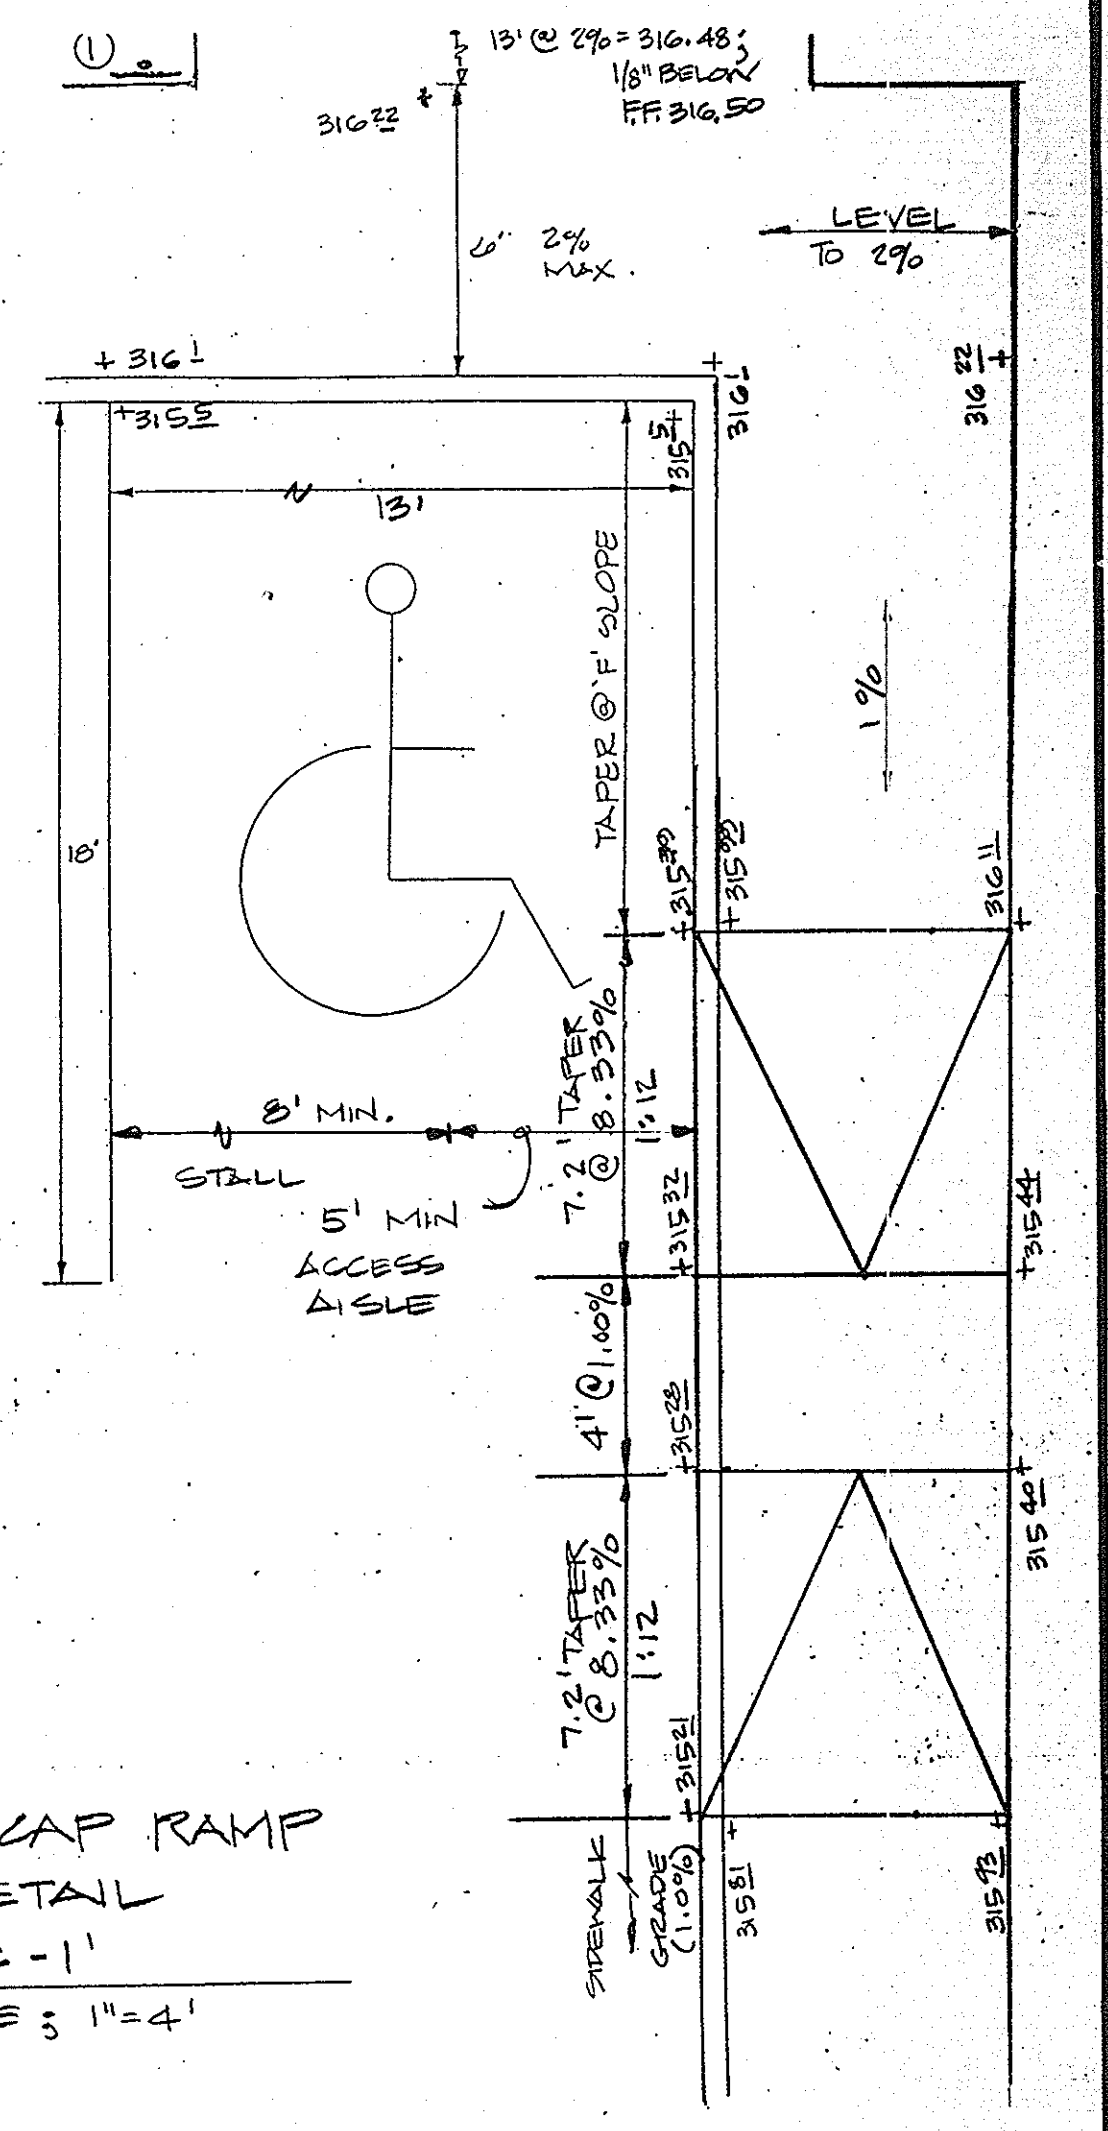 1
13' @ 2% = 316.48;
1/8" BELOW
F.F. 316.50
316 22
LEVEL
TO 2%
6' 2%
MAX.
+ 316 1
+ 315 5
316 1
315 5 +
316 22 +
13'
TAPER @ 'F' SLOPE
1%
18'
+ 315 39
+ 315 99
316 11
8' MIN.
STALL
5' MIN
ACCESS
AISLE
7.2' TAPER
@ 8.33%
1:12
+ 315 32
+ 315 44
4' @ 1.00%
+ 315 28
315 40
7.2' TAPER
@ 8.33%
1:12
+ 315 21
315 81
315 93
SIDEWALK
GRADE
(1.0%)
CAP RAMP
ETAIL
-1'
E ; 1"=4'